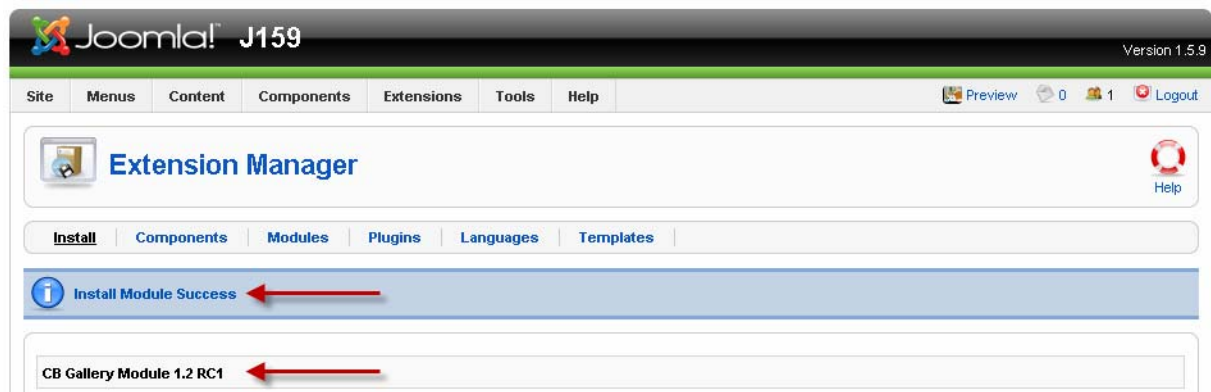 Joomla! J159
Version 1.5.9
Site Menus Content Components Extensions Tools Help Preview 0 1 Logout
Extension Manager
Help
Install Components Modules Plugins Languages Templates
Install Module Success
CB Gallery Module 1.2 RC1